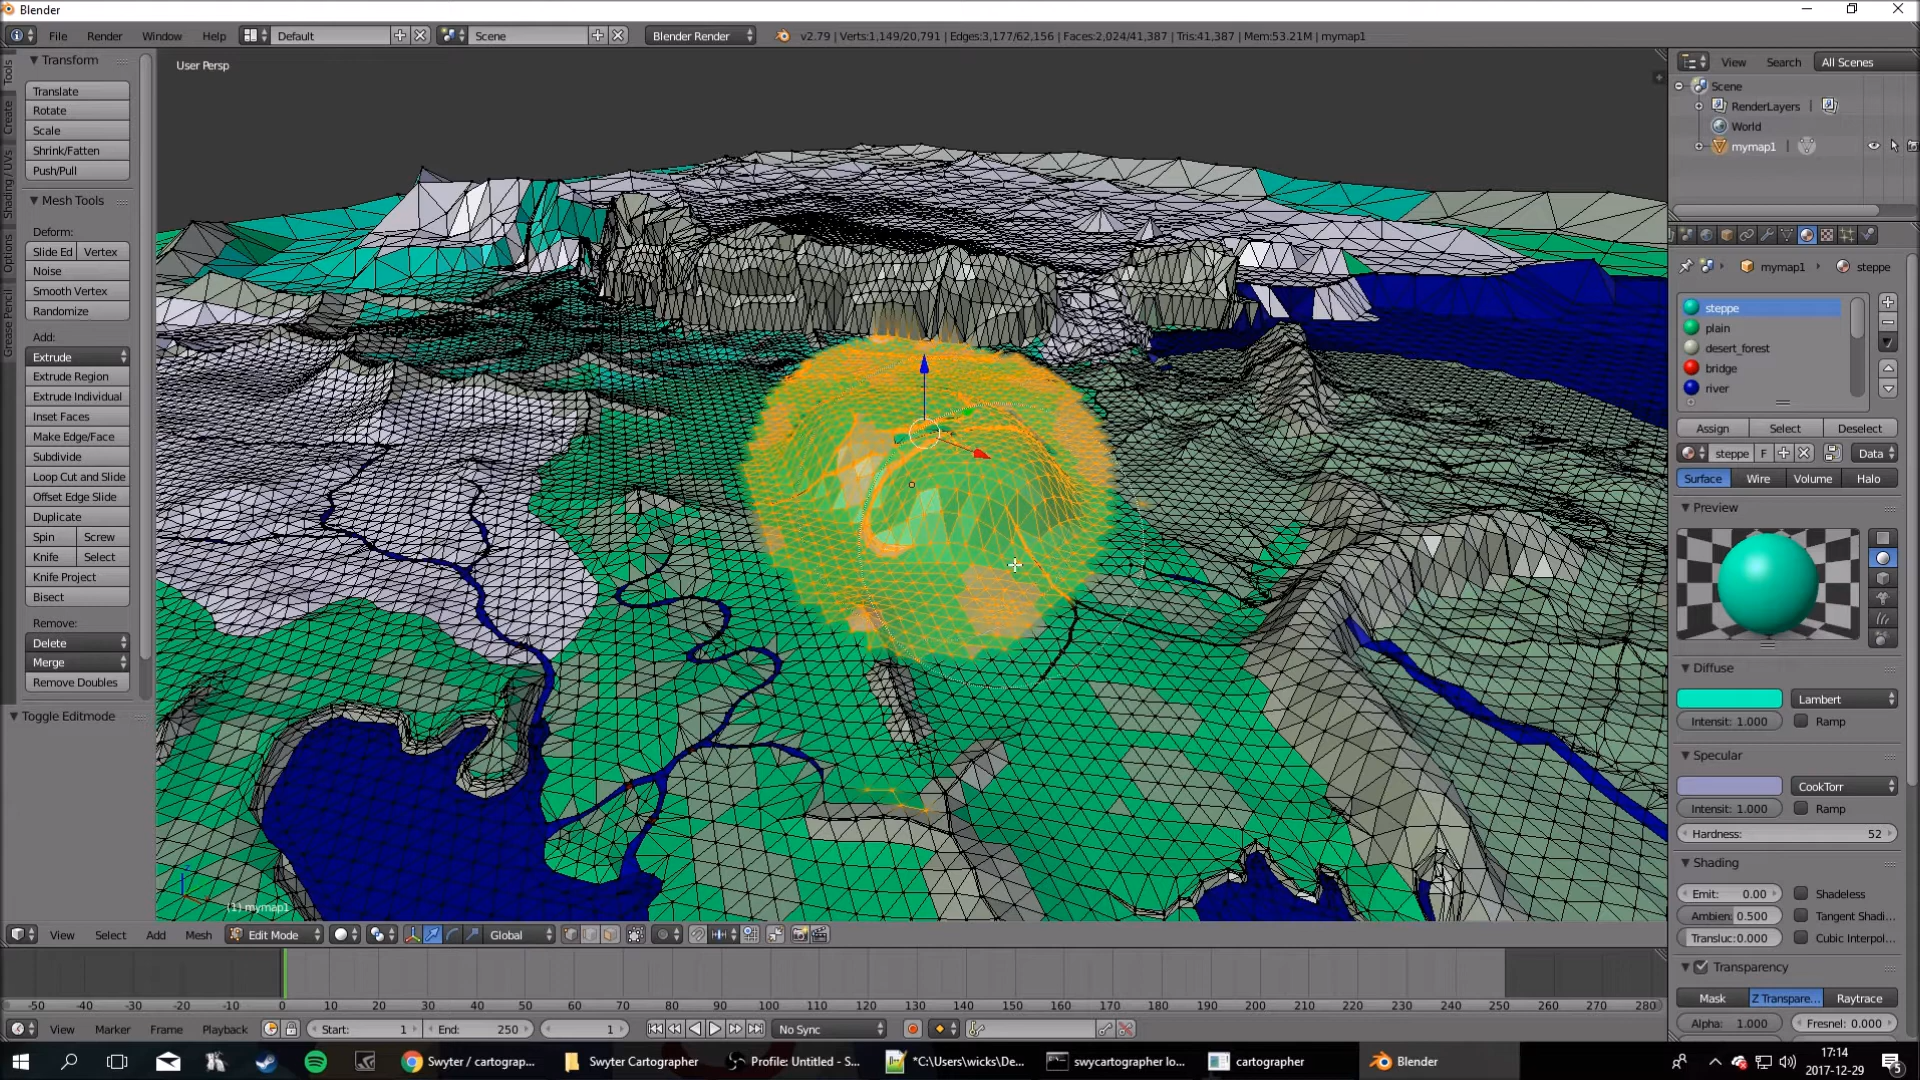 Blender
File Render Window Help Default Scene Blender Render v2.79 | Verts:1,149/20,791 | Edges:3,177/62,156 | Faces:2,024/41,387 | Tris:41,387 | Mem:53.21M | mymap1
Transform
Translate
Rotate
Scale
Shrink/Fatten
Push/Pull
Mesh Tools
Deform:
Slide Ed Vertex
Noise
Smooth Vertex
Randomize
Add:
Extrude
Extrude Region
Extrude Individual
Inset Faces
Make Edge/Face
Subdivide
Loop Cut and Slide
Offset Edge Slide
Duplicate
Spin Screw
Knife Select
Knife Project
Bisect
Remove:
Delete
Merge
Remove Doubles
Toggle Editmode
Tools
Create
Shading / UVs
Options
Grease Pencil
User Persp
(1) mymap1
View Search All Scenes
Scene
RenderLayers
World
mymap1
mymap1 steppe
steppe
plain
desert_forest
bridge
river
Assign Select Deselect
steppe F Data
Surface Wire Volume Halo
Preview
Diffuse
Lambert
Intensit: 1.000 Ramp
Specular
CookTorr
Intensit: 1.000 Ramp
Hardness: 52
Shading
Emit: 0.00 Shadeless
Ambien: 0.500 Tangent Shadi...
Transluc:0.000 Cubic Interpol...
Transparency
Mask Z Transpare... Raytrace
Alpha: 1.000 Fresnel: 0.000
View Select Add Mesh Edit Mode Global
-50 -40 -30 -20 -10 0 10 20 30 40 50 60 70 80 90 100 110 120 130 140 150 160 170 180 190 200 210 220 230 240 250 260 270 280
View Marker Frame Playback Start: 1 End: 250 1 No Sync
Swyter / cartograp... Swyter Cartographer Profile: Untitled - S... *C:\Users\wicks\De... swycartographer lo... cartographer Blender
17:14
2017-12-29
5